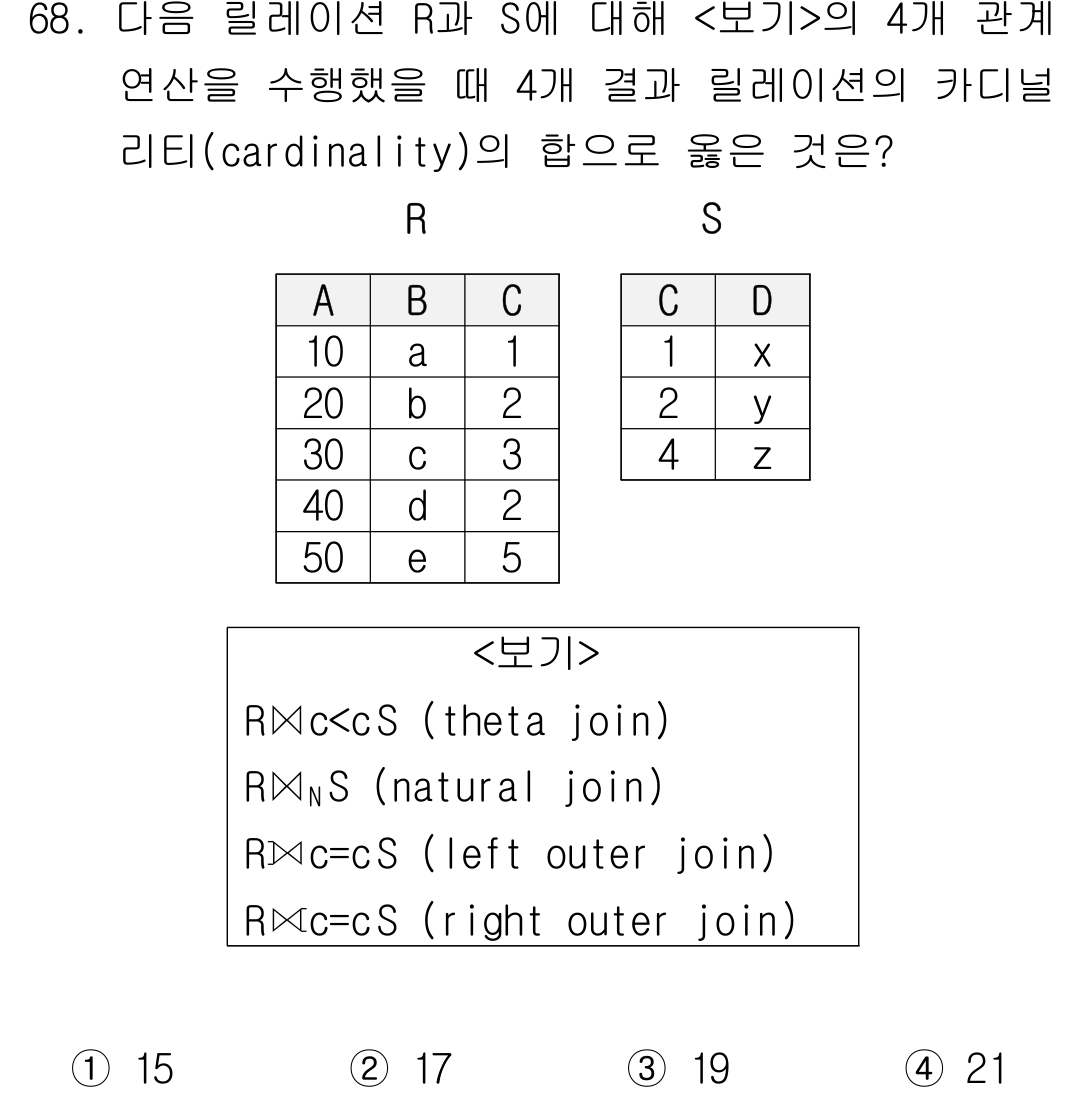 68. 다음 릴레이션 R과 S에 대해 <보기>의 4개 관계
연산을 수행했을 때 4개 결과 릴레이션의 카디널
리티(cardinality)의 합으로 옳은 것은?
R S
A B C C D
10 a 1 1 x
20 b 2 2 y
30 c 3 4 z
40 d 2
50 e 5
<보기>
R⋈c<cS (theta join)
R⋈NS (natural join)
R⟕c=cS (left outer join)
R⟖c=cS (right outer join)
① 15 ② 17 ③ 19 ④ 21